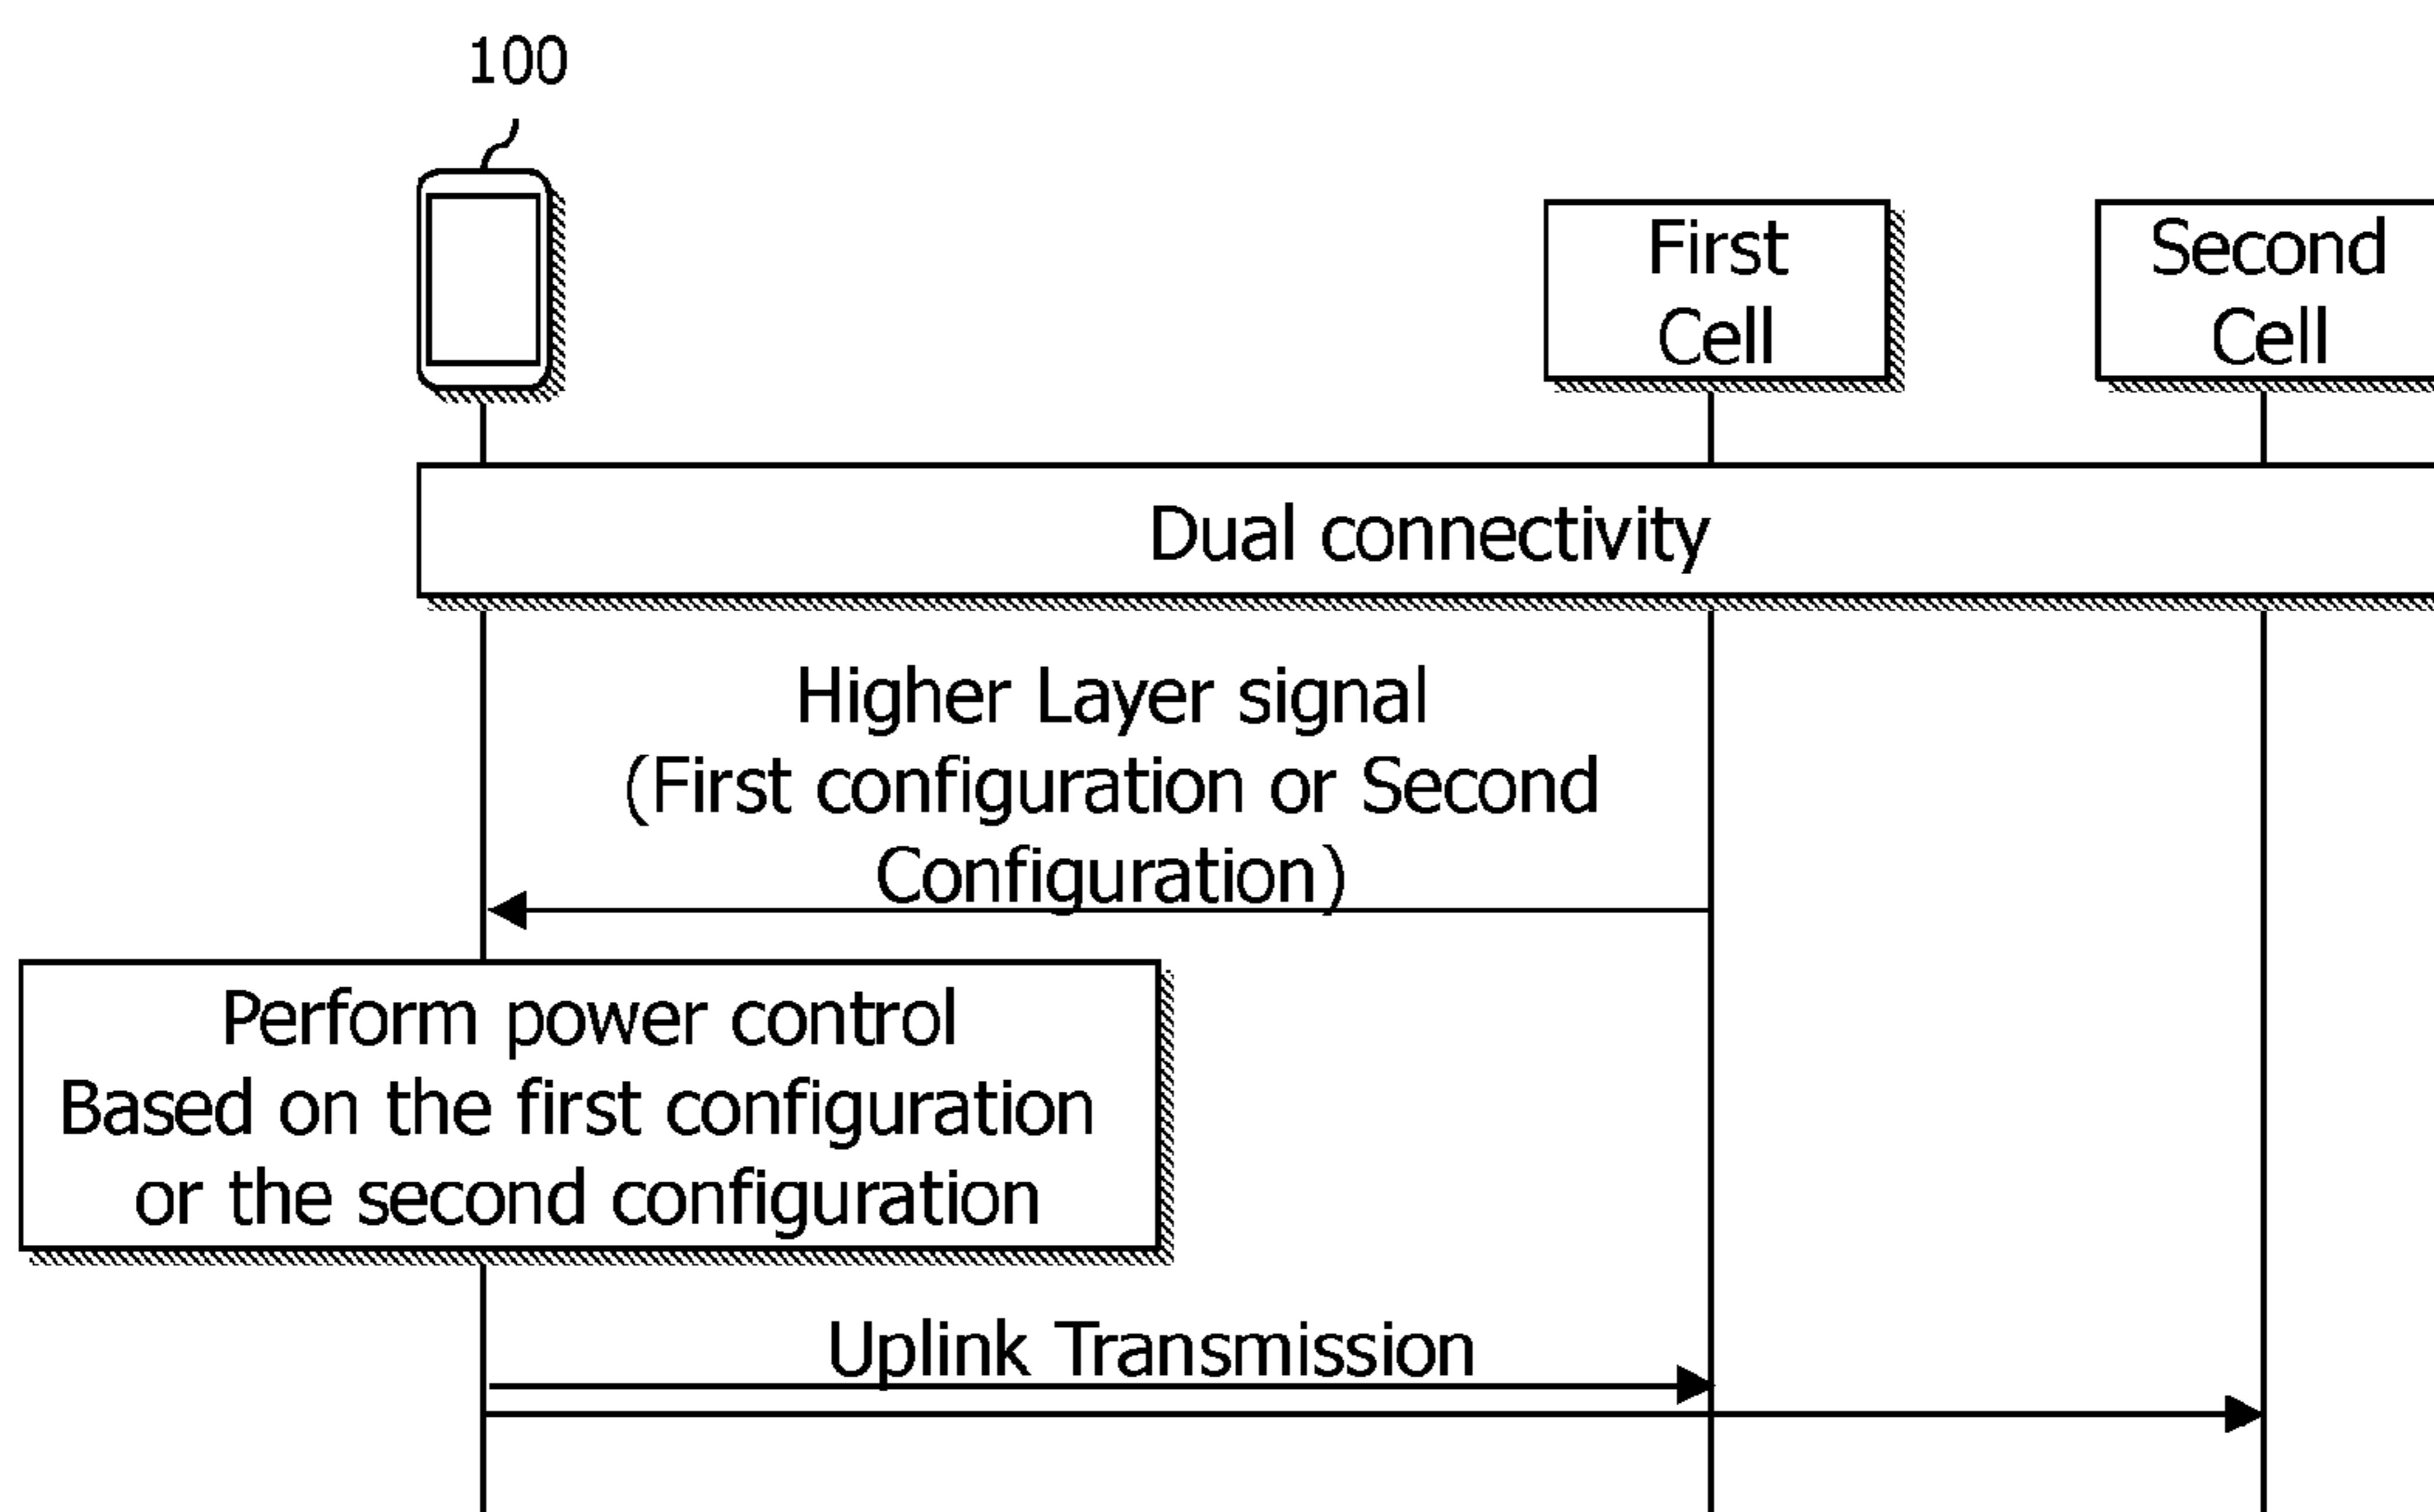 100
First
Cell
Second
Cell
Dual connectivity
Higher Layer signal
(First configuration or Second
Configuration)
Perform power control
Based on the first configuration
or the second configuration
Uplink Transmission